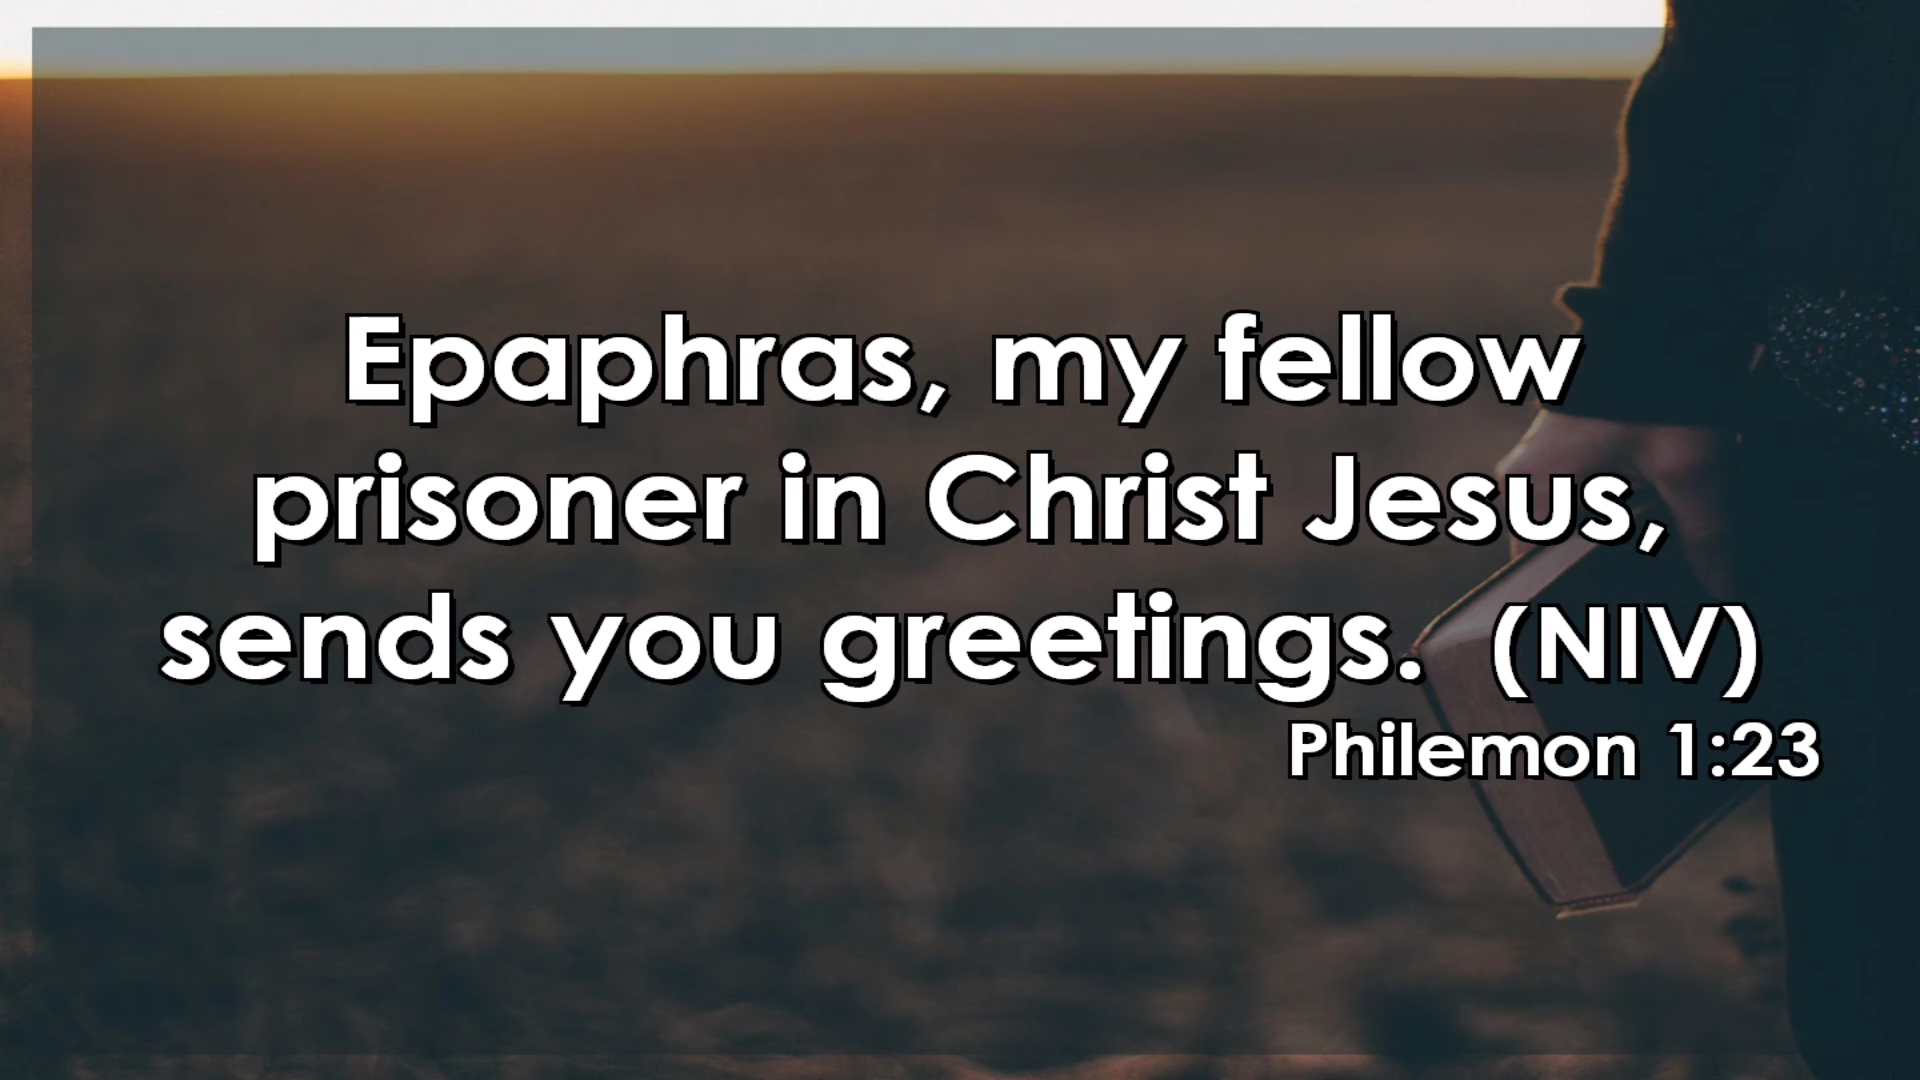 Epaphras, my fellow
prisoner in Christ Jesus,
sends you greetings. (NIV)
Philemon 1:23